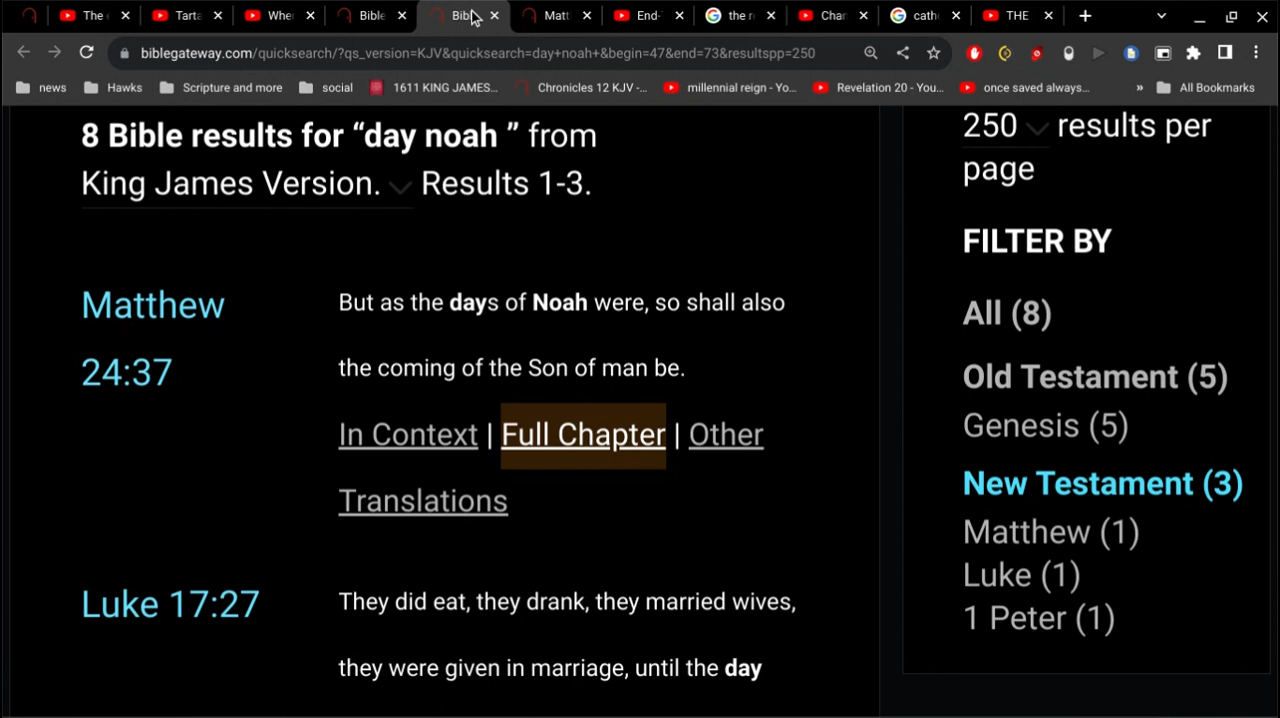 The
Tarta
Whe
Bible
Bib
Matt
End-
the r
Chan
cath
THE
biblegateway.com/quicksearch/?qs_version=KJV&quicksearch=day+noah+&begin=47&end=73&resultspp=250
news
Hawks
Scripture and more
social
1611 KING JAMES...
Chronicles 12 KJV -...
millennial reign - Yo...
Revelation 20 - You...
once saved always...
»
All Bookmarks
8 Bible results for “day noah ” from
King James Version. Results 1-3.
Matthew
24:37
But as the days of Noah were, so shall also
the coming of the Son of man be.
In Context | Full Chapter | Other
Translations
Luke 17:27
They did eat, they drank, they married wives,
they were given in marriage, until the day
250 results per
page
FILTER BY
All (8)
Old Testament (5)
Genesis (5)
New Testament (3)
Matthew (1)
Luke (1)
1 Peter (1)